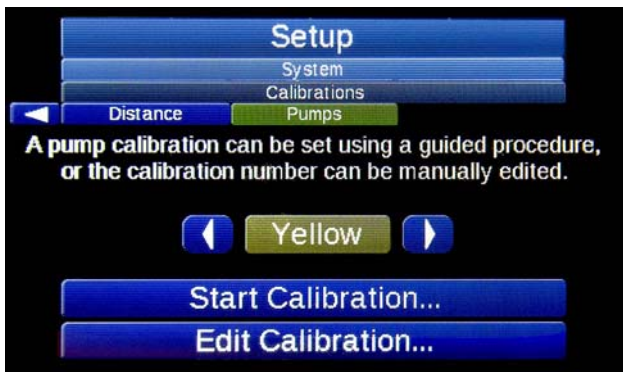 Setup
System
Calibrations
Distance
Pumps
A pump calibration can be set using a guided procedure,
or the calibration number can be manually edited.
Yellow
Start Calibration...
Edit Calibration...